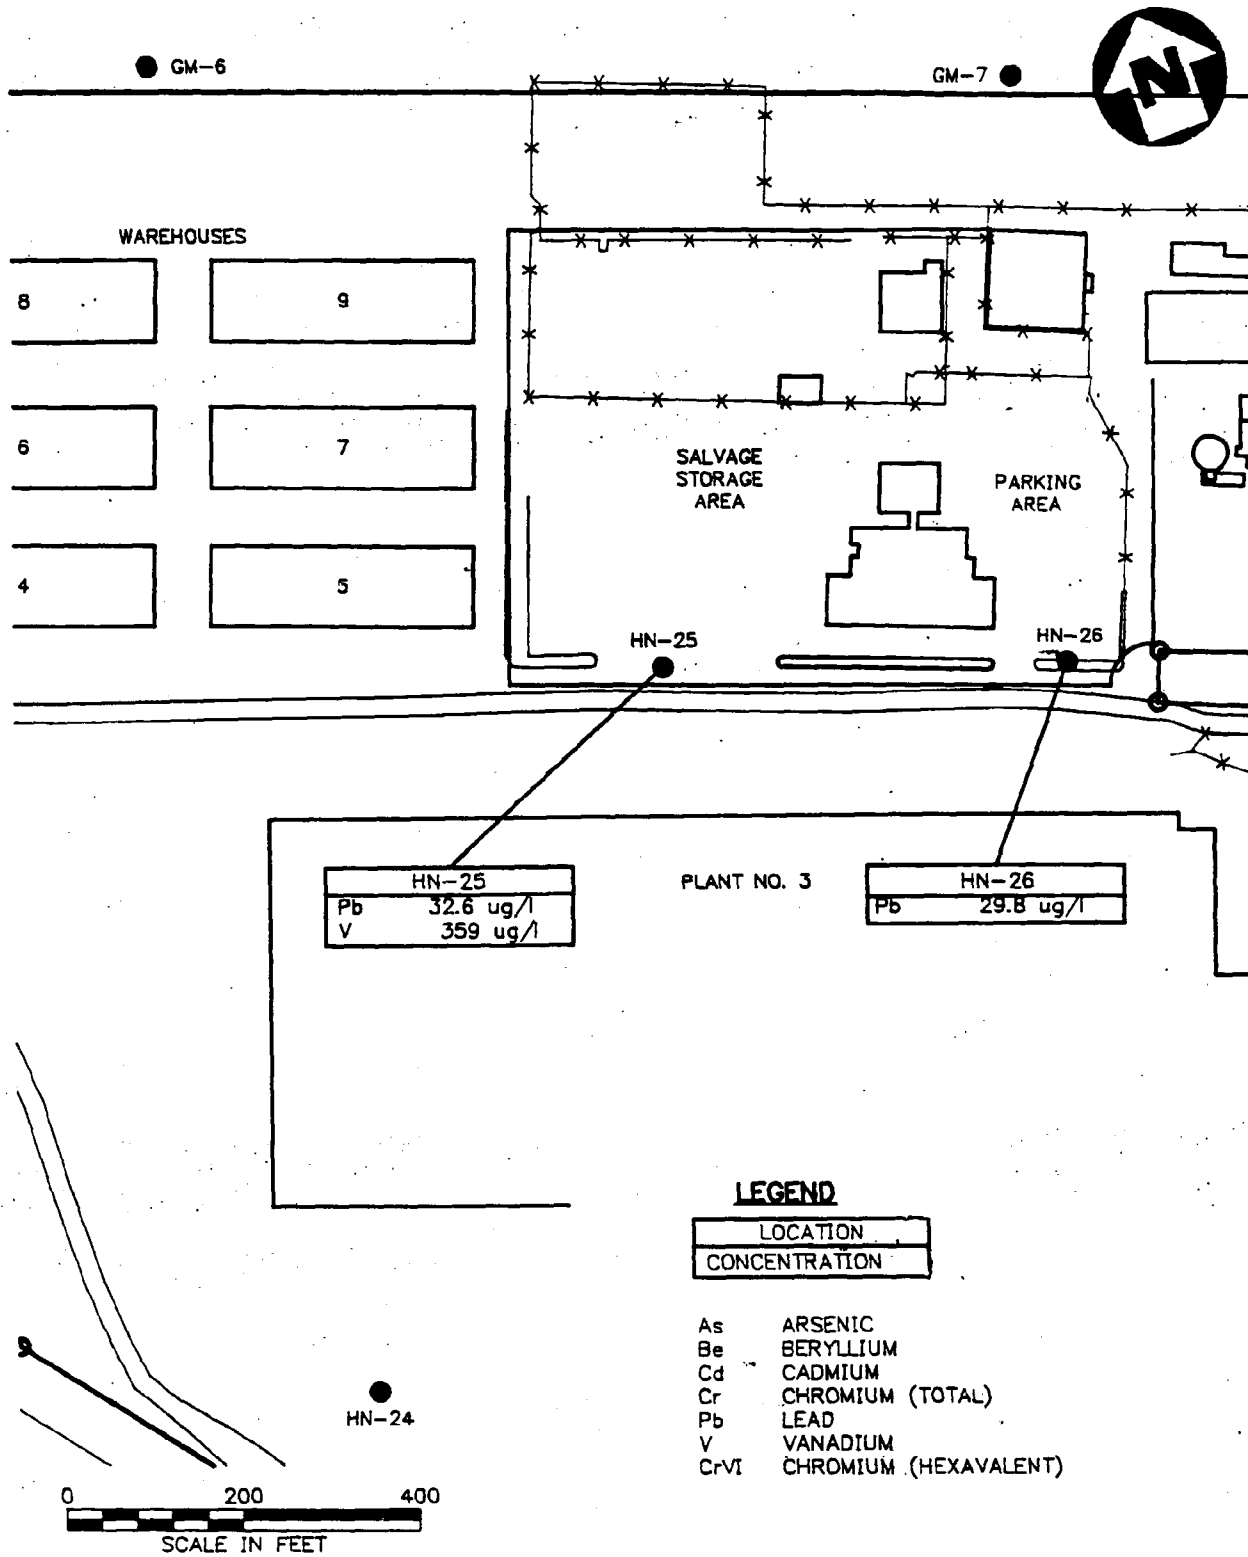 GM-6
GM-7
N
WAREHOUSES
8
9
6
7
SALVAGE
STORAGE
AREA
PARKING
AREA
4
5
HN-25
HN-26
HN-25
Pb 32.6 ug/l
V 359 ug/l
PLANT NO. 3
HN-26
Pb 29.8 ug/l
LEGEND
LOCATION
CONCENTRATION
As ARSENIC
Be BERYLLIUM
Cd CADMIUM
Cr CHROMIUM (TOTAL)
Pb LEAD
V VANADIUM
CrVI CHROMIUM (HEXAVALENT)
HN-24
0 200 400
SCALE IN FEET